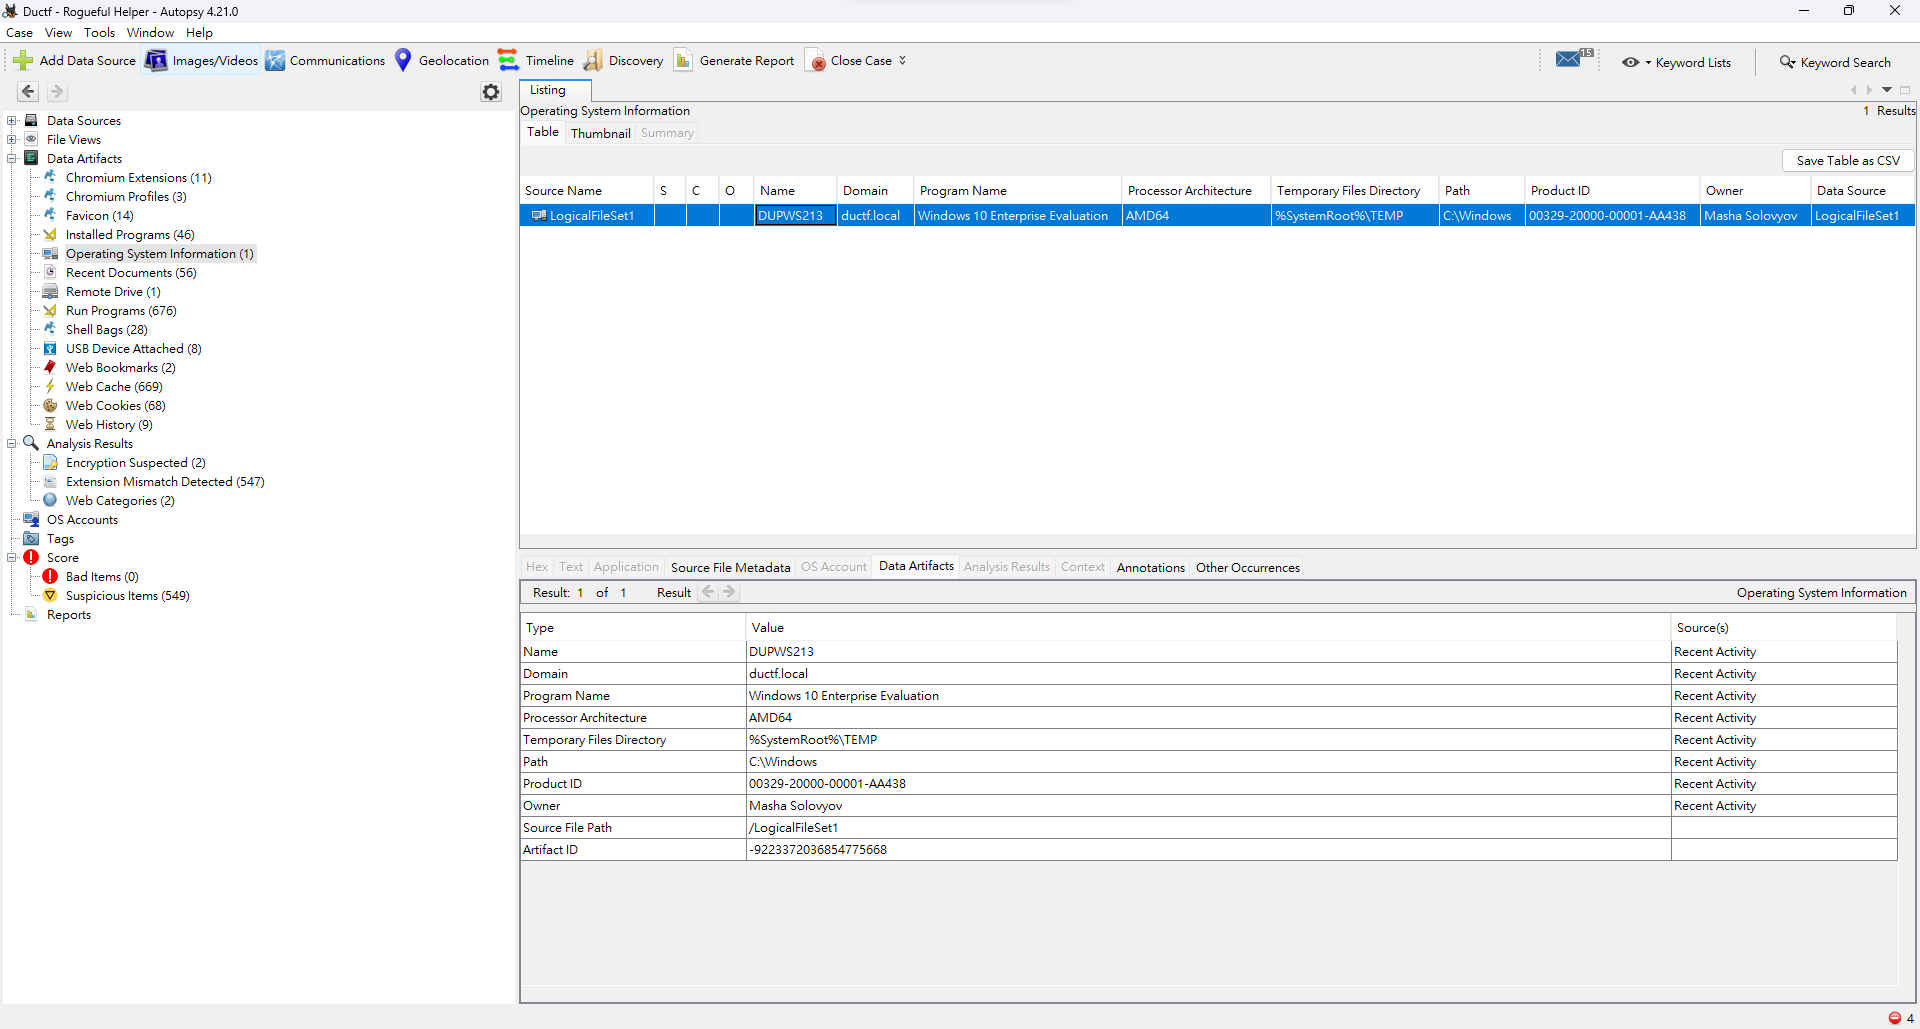 Ductf - Rogueful Helper - Autopsy 4.21.0
Case View Tools Window Help
Add Data Source Images/Videos Communications Geolocation Timeline Discovery Generate Report Close Case 15 Keyword Lists Keyword Search
Data Sources
File Views
Data Artifacts
Chromium Extensions (11)
Chromium Profiles (3)
Favicon (14)
Installed Programs (46)
Operating System Information (1)
Recent Documents (56)
Remote Drive (1)
Run Programs (676)
Shell Bags (28)
USB Device Attached (8)
Web Bookmarks (2)
Web Cache (669)
Web Cookies (68)
Web History (9)
Analysis Results
Encryption Suspected (2)
Extension Mismatch Detected (547)
Web Categories (2)
OS Accounts
Tags
Score
Bad Items (0)
Suspicious Items (549)
Reports
Listing
Operating System Information 1 Results
Table Thumbnail Summary
Save Table as CSV
Source Name S C O Name Domain Program Name Processor Architecture Temporary Files Directory Path Product ID Owner Data Source
LogicalFileSet1 DUPWS213 ductf.local Windows 10 Enterprise Evaluation AMD64 %SystemRoot%\TEMP C:\Windows 00329-20000-00001-AA438 Masha Solovyov LogicalFileSet1
Hex Text Application Source File Metadata OS Account Data Artifacts Analysis Results Context Annotations Other Occurrences
Result: 1 of 1 Result Operating System Information
Type Value Source(s)
Name DUPWS213 Recent Activity
Domain ductf.local Recent Activity
Program Name Windows 10 Enterprise Evaluation Recent Activity
Processor Architecture AMD64 Recent Activity
Temporary Files Directory %SystemRoot%\TEMP Recent Activity
Path C:\Windows Recent Activity
Product ID 00329-20000-00001-AA438 Recent Activity
Owner Masha Solovyov Recent Activity
Source File Path /LogicalFileSet1
Artifact ID -9223372036854775668
4